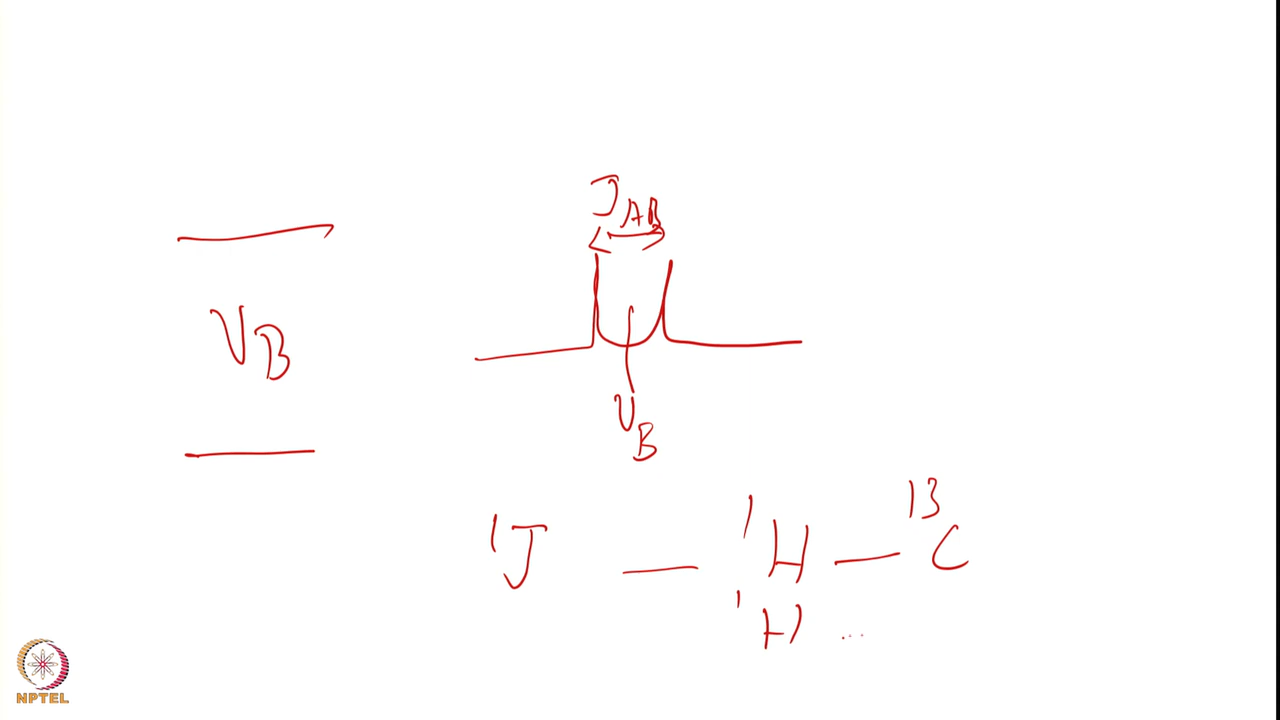 J_AB
ν_B
ν_B
¹J — ¹H — ¹³C
¹H ...
NPTEL